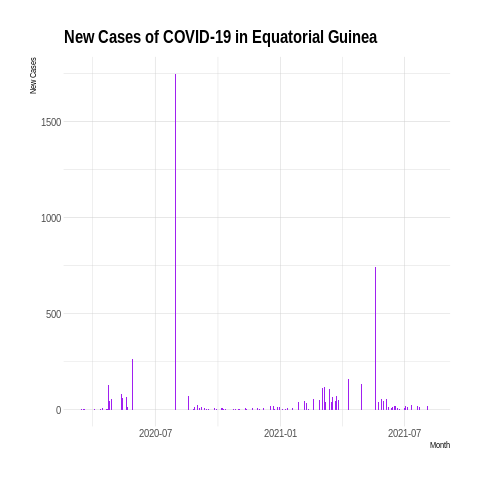 New Cases of COVID-19 in Equatorial Guinea
New Cases
1500
1000
500
0
2020-07
2021-01
2021-07
Month